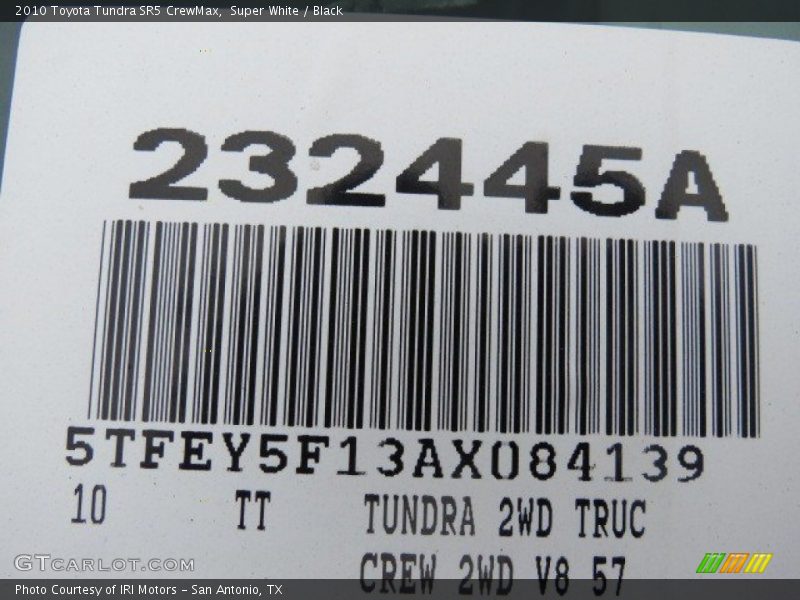 2010 Toyota Tundra SR5 CrewMax, Super White / Black
232445A
5TFEY5F13AX084139
10 TT TUNDRA 2WD TRUC
CREW 2WD V8 57
GTCARLOT.COM
Photo Courtesy of IRI Motors - San Antonio, TX